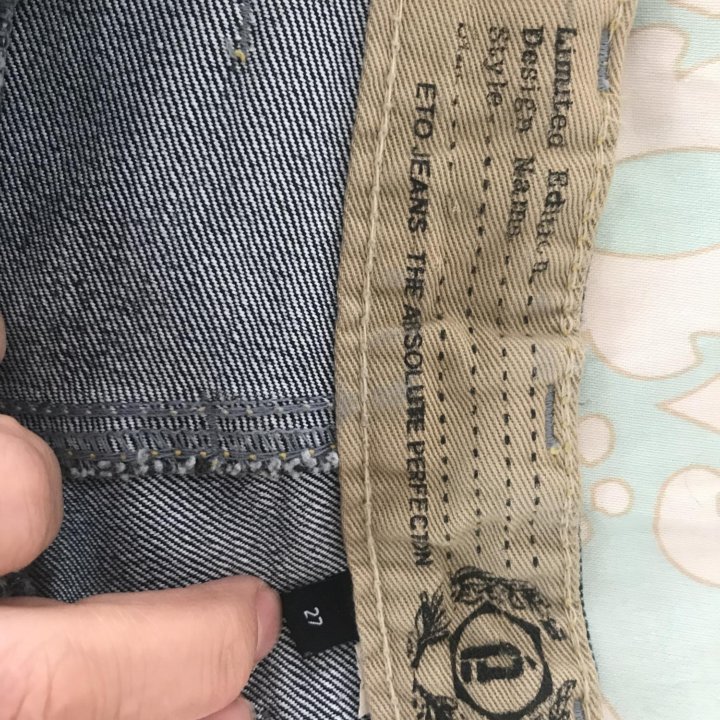 Limited Edition
Design Name
Style
ETO JEANS THE ABSOLUTE PERFECTION
27